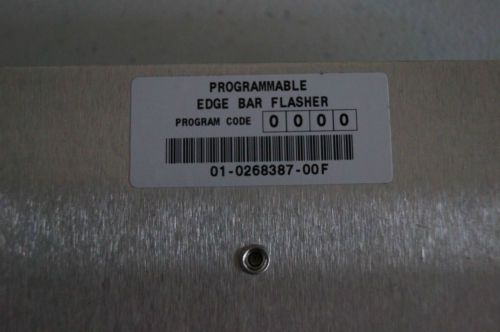 PROGRAMMABLE
EDGE BAR FLASHER
PROGRAM CODE 0 0 0 0
01-0268387-00F